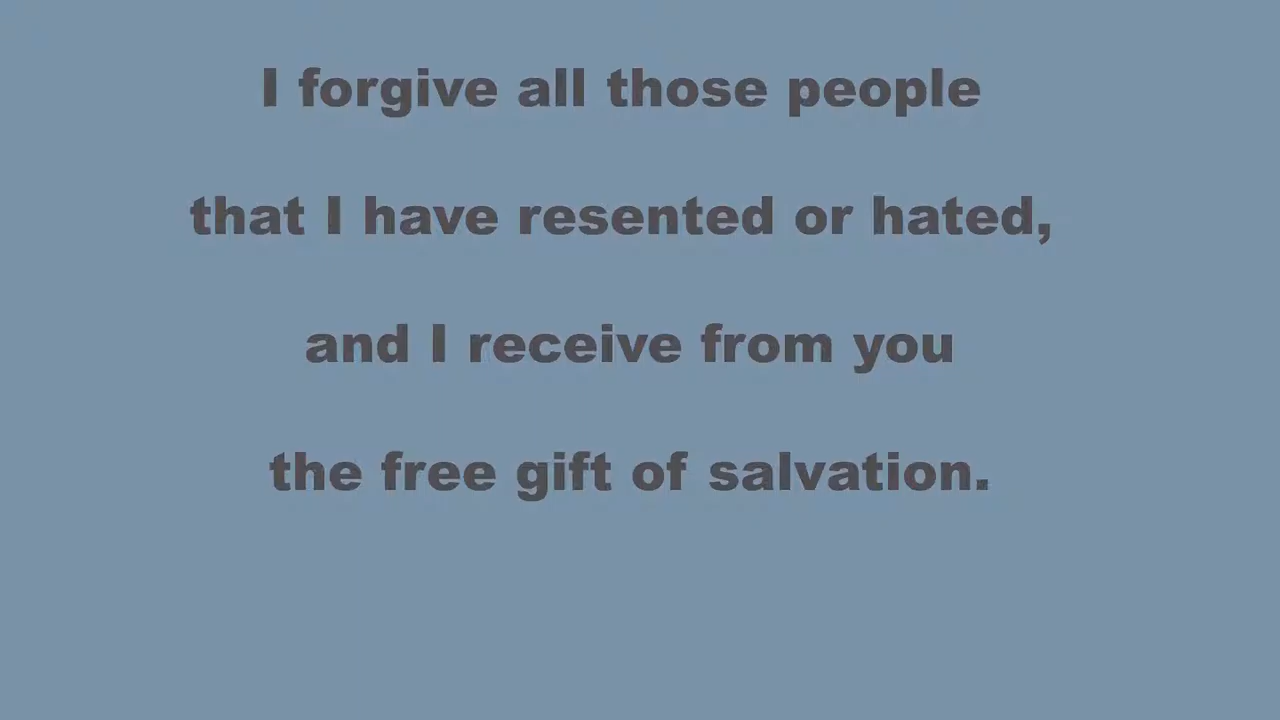 I forgive all those people
that I have resented or hated,
and I receive from you
the free gift of salvation.